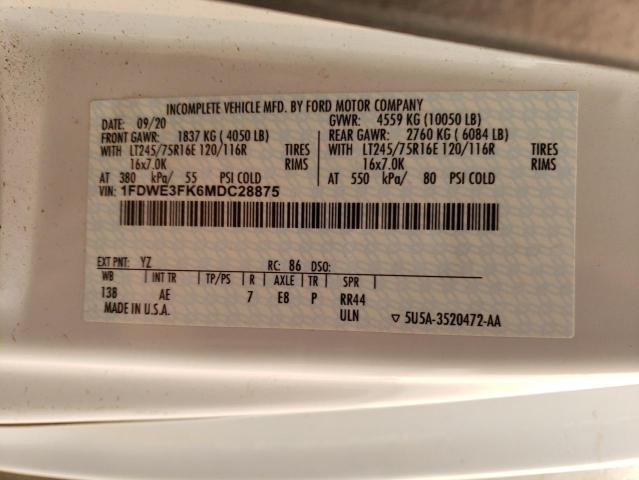 INCOMPLETE VEHICLE MFD. BY FORD MOTOR COMPANY
DATE: 09/20 GVWR: 4559 KG (10050 LB)
FRONT GAWR: 1837 KG ( 4050 LB) REAR GAWR: 2760 KG ( 6084 LB)
WITH LT245/75R16E 120/116R TIRES WITH LT245/75R16E 120/116R TIRES
16x7.0K RIMS 16x7.0K RIMS
AT 380 kPa/ 55 PSI COLD AT 550 kPa/ 80 PSI COLD
VIN: 1FDWE3FK6MDC28875
EXT PNT: YZ RC: 86 DSO:
WB | INT TR | TP/PS | R | AXLE | TR | SPR
138 AE 7 E8 P RR44
MADE IN U.S.A. ULN ▽ 5U5A-3520472-AA